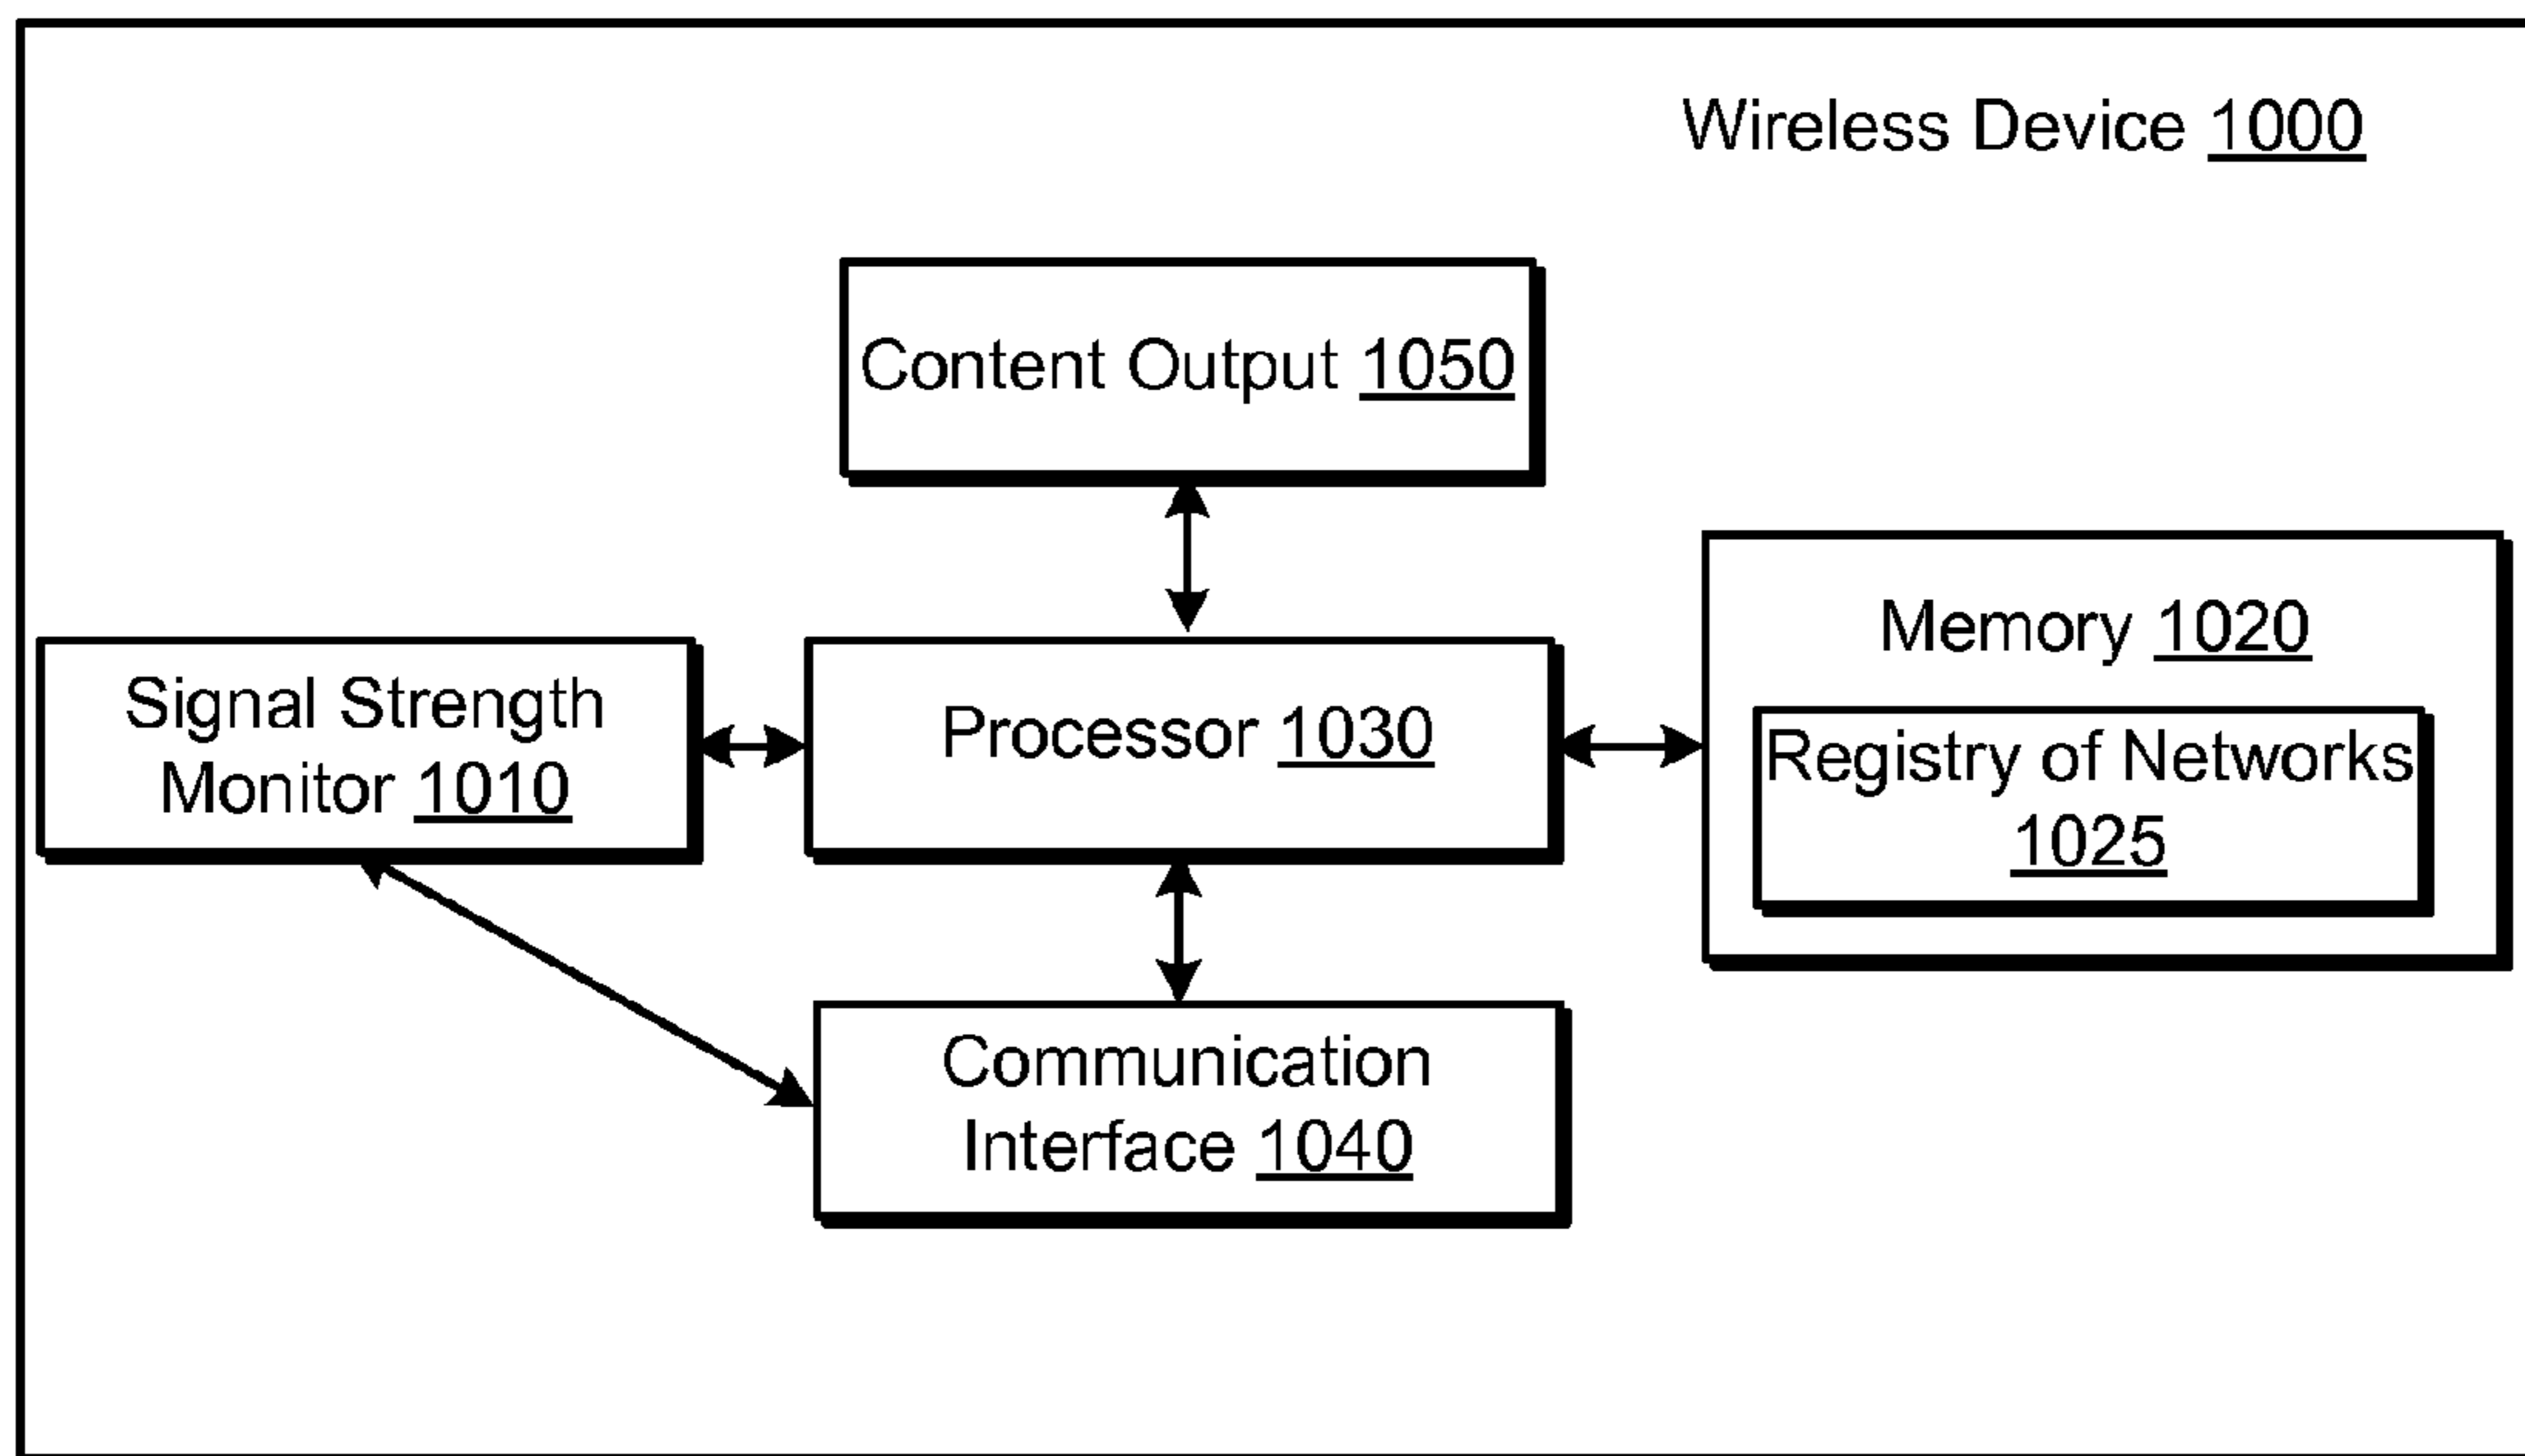 Wireless Device 1000
Content Output 1050
Signal Strength
Monitor 1010
Processor 1030
Memory 1020
Registry of Networks
1025
Communication
Interface 1040